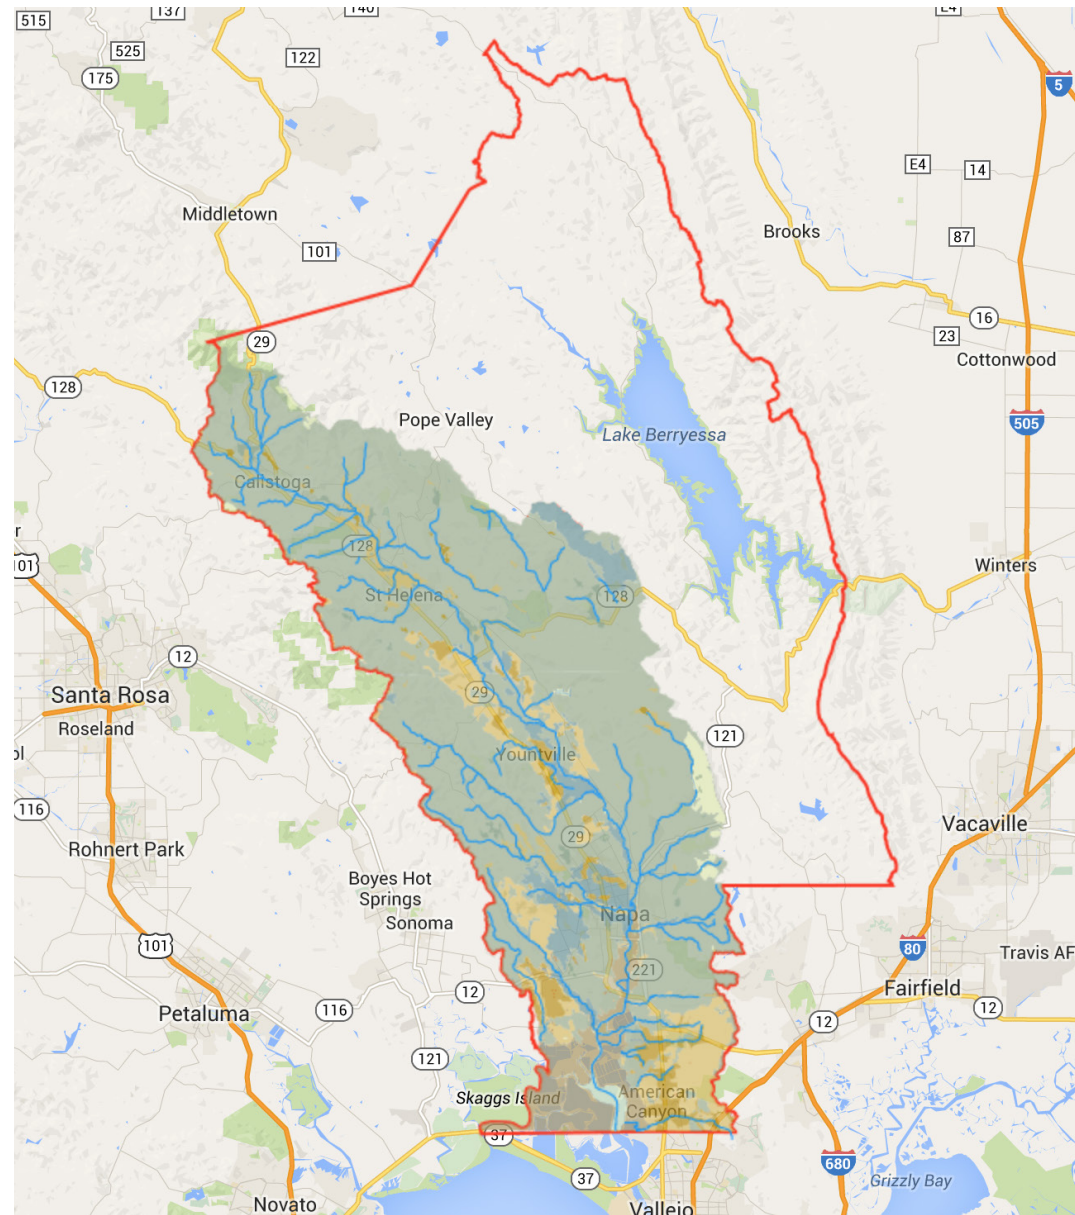 515
137
140
E4
525
122
175
5
E4
14
Middletown
Brooks
87
101
16
29
23
Cottonwood
128
Pope Valley
Lake Berryessa
505
Calistoga
r
101
128
Winters
St Helena
128
12
Santa Rosa
29
Roseland
121
ol
Yountville
116
Vacaville
29
Rohnert Park
Boyes Hot
Springs
Napa
Sonoma
101
80
Travis AF
221
Fairfield
12
12
116
Petaluma
12
121
Skaggs Island
American
Canyon
37
680
37
Grizzly Bay
Novato
Vallejo